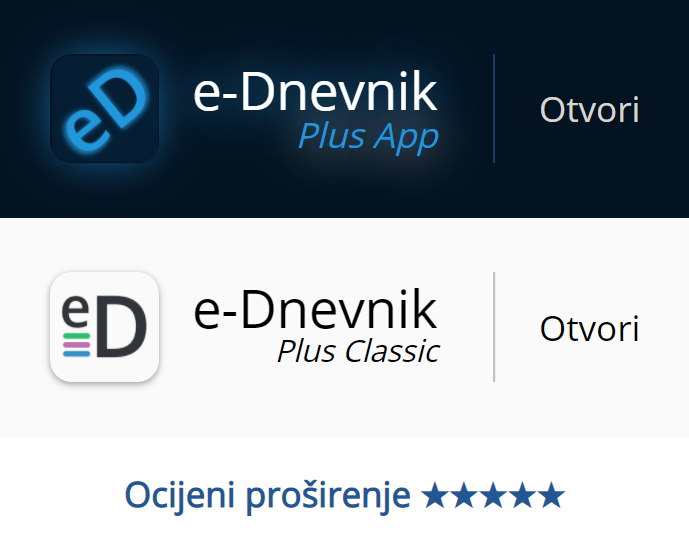 eD
e-Dnevnik
Plus App
Otvori
eD
e-Dnevnik
Plus Classic
Otvori
Ocijeni proširenje ★★★★★